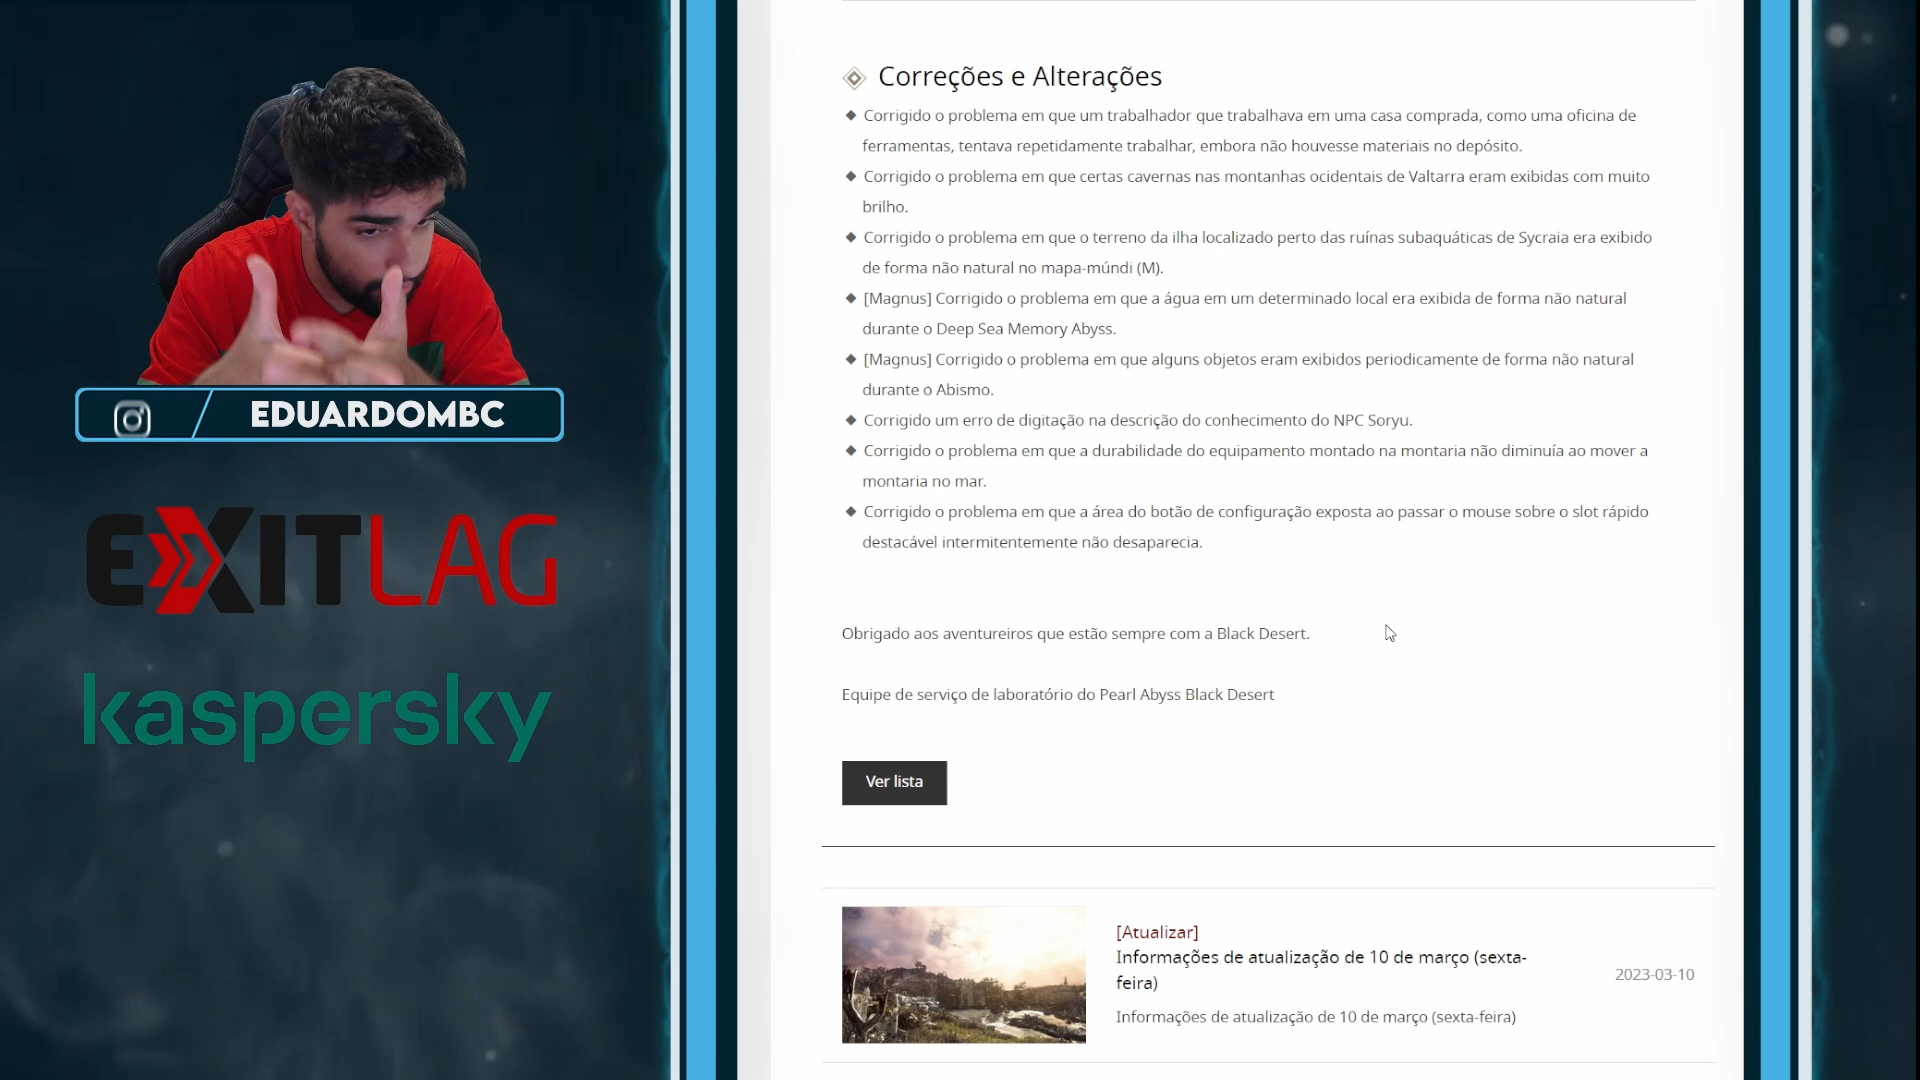 EDUARDOMBC
EXITLAG
kaspersky
Correções e Alterações
Corrigido o problema em que um trabalhador que trabalhava em uma casa comprada, como uma oficina de
ferramentas, tentava repetidamente trabalhar, embora não houvesse materiais no depósito.
Corrigido o problema em que certas cavernas nas montanhas ocidentais de Valtarra eram exibidas com muito
brilho.
Corrigido o problema em que o terreno da ilha localizado perto das ruínas subaquáticas de Sycraia era exibido
de forma não natural no mapa-múndi (M).
[Magnus] Corrigido o problema em que a água em um determinado local era exibida de forma não natural
durante o Deep Sea Memory Abyss.
[Magnus] Corrigido o problema em que alguns objetos eram exibidos periodicamente de forma não natural
durante o Abismo.
Corrigido um erro de digitação na descrição do conhecimento do NPC Soryu.
Corrigido o problema em que a durabilidade do equipamento montado na montaria não diminuía ao mover a
montaria no mar.
Corrigido o problema em que a área do botão de configuração exposta ao passar o mouse sobre o slot rápido
destacável intermitentemente não desaparecia.
Obrigado aos aventureiros que estão sempre com a Black Desert.
Equipe de serviço de laboratório do Pearl Abyss Black Desert
Ver lista
[Atualizar]
Informações de atualização de 10 de março (sexta-
feira)
2023-03-10
Informações de atualização de 10 de março (sexta-feira)